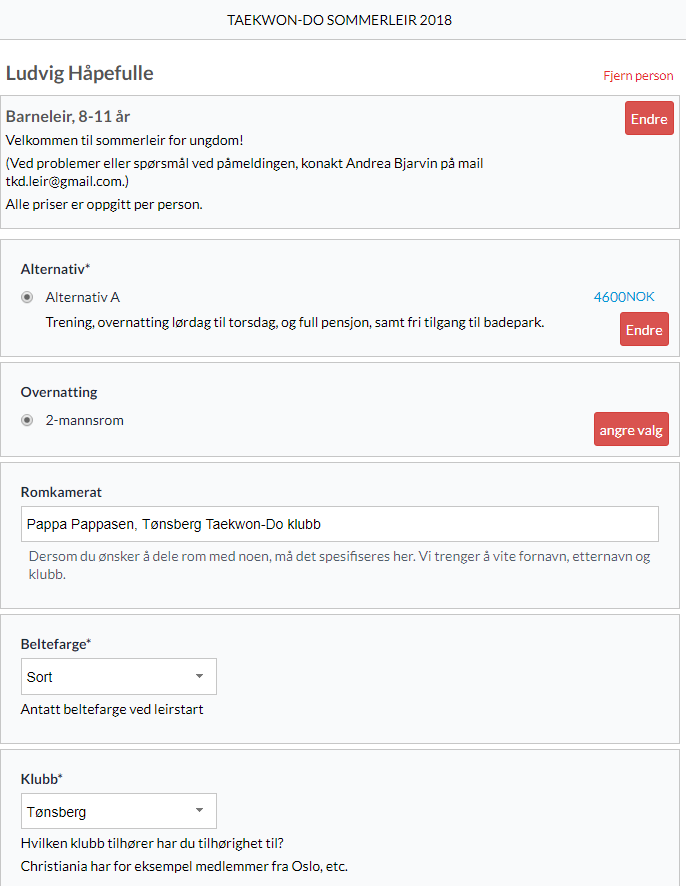 TAEKWON-DO SOMMERLEIR 2018
Ludvig Håpefulle
Fjern person
Barneleir, 8-11 år
Endre
Velkommen til sommerleir for ungdom!
(Ved problemer eller spørsmål ved påmeldingen, konakt Andrea Bjarvin på mail
tkd.leir@gmail.com.)
Alle priser er oppgitt per person.
Alternativ*
Alternativ A
4600NOK
Trening, overnatting lørdag til torsdag, og full pensjon, samt fri tilgang til badepark.
Endre
Overnatting
2-mannsrom
angre valg
Romkamerat
Pappa Pappasen, Tønsberg Taekwon-Do klubb
Dersom du ønsker å dele rom med noen, må det spesifiseres her. Vi trenger å vite fornavn, etternavn og
klubb.
Beltefarge*
Sort
Antatt beltefarge ved leirstart
Klubb*
Tønsberg
Hvilken klubb tilhører har du tilhørighet til?
Christiania har for eksempel medlemmer fra Oslo, etc.